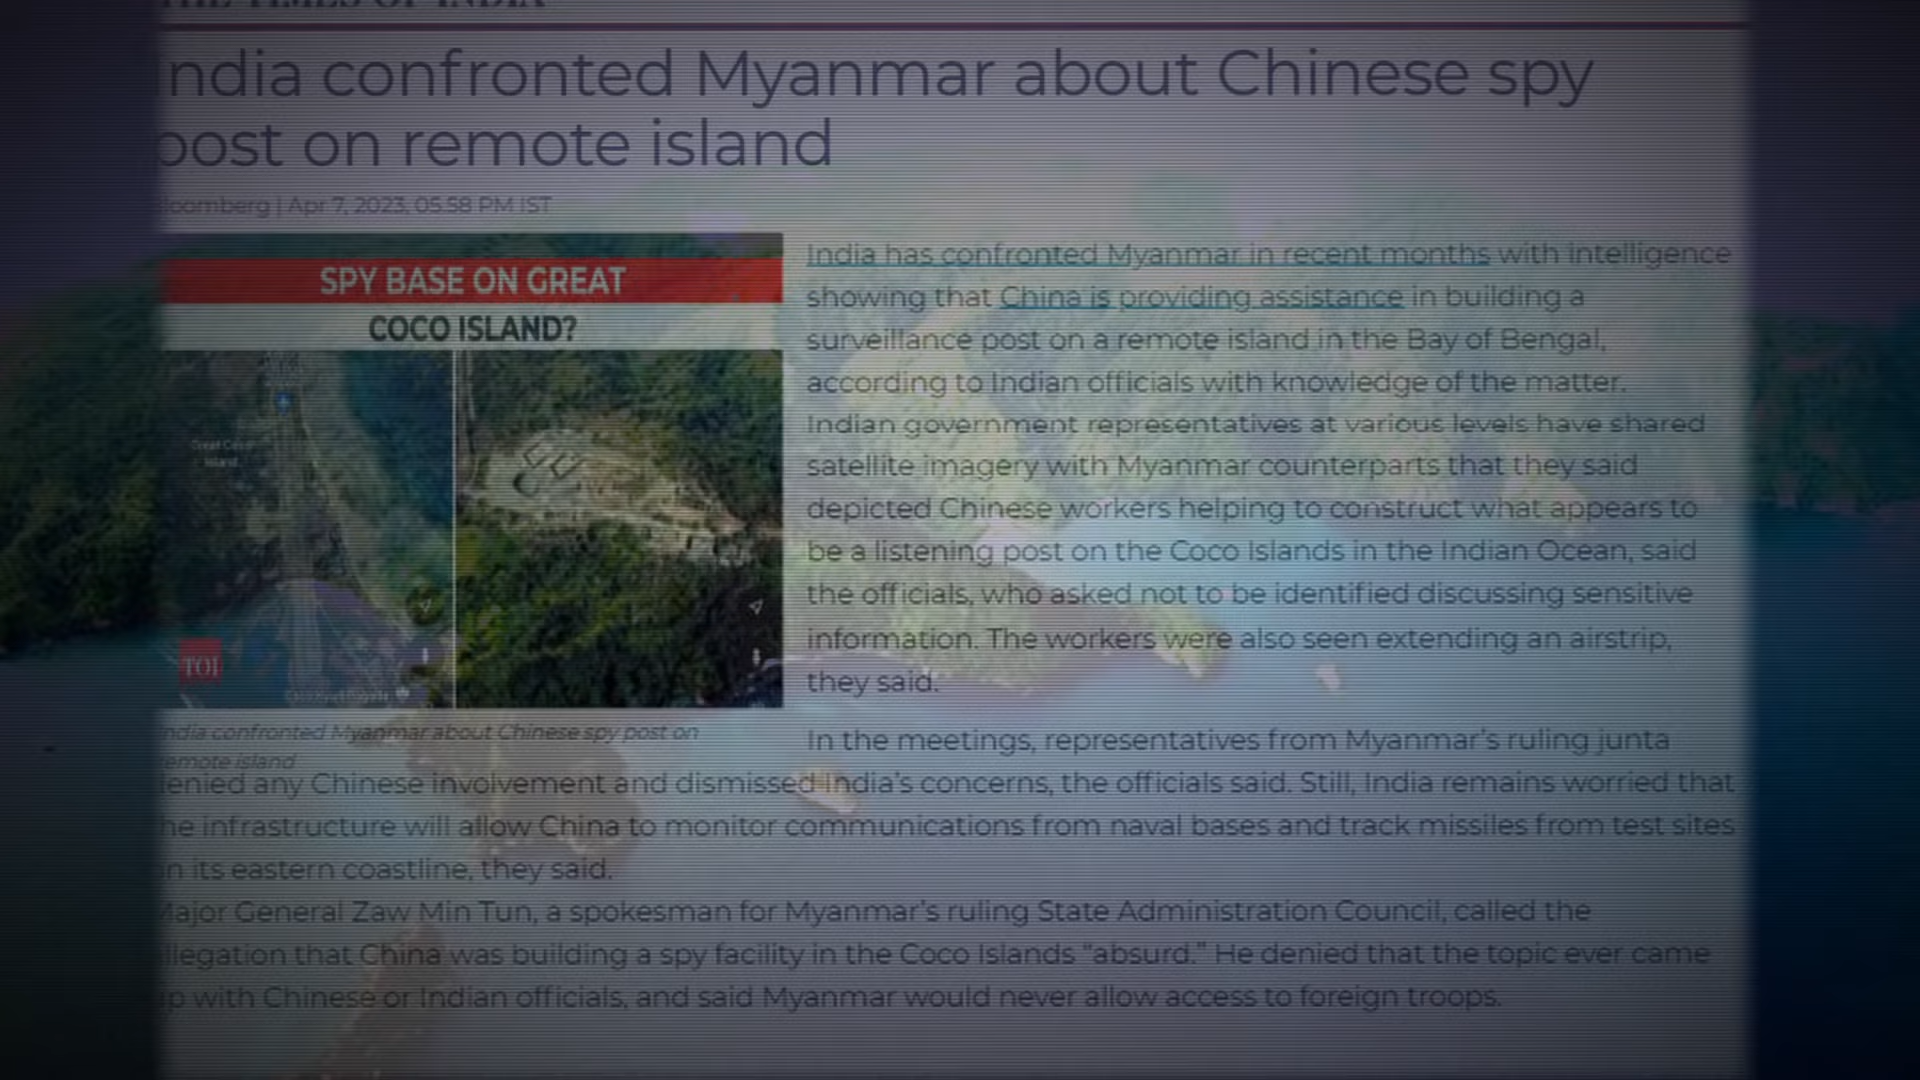 THE TIMES OF INDIA
ndia confronted Myanmar about Chinese spy
post on remote island
loomberg | Apr 7, 2023, 05.58 PM IST
SPY BASE ON GREAT
COCO ISLAND?
Great Coco
Island
TOI
ndia confronted Myanmar about Chinese spy post on
emote island
India has confronted Myanmar in recent months with intelligence
showing that China is providing assistance in building a
surveillance post on a remote island in the Bay of Bengal,
according to Indian officials with knowledge of the matter.
Indian government representatives at various levels have shared
satellite imagery with Myanmar counterparts that they said
depicted Chinese workers helping to construct what appears to
be a listening post on the Coco Islands in the Indian Ocean, said
the officials, who asked not to be identified discussing sensitive
information. The workers were also seen extending an airstrip,
they said.
In the meetings, representatives from Myanmar's ruling junta
enied any Chinese involvement and dismissed India's concerns, the officials said. Still, India remains worried that
he infrastructure will allow China to monitor communications from naval bases and track missiles from test sites
n its eastern coastline, they said.
Major General Zaw Min Tun, a spokesman for Myanmar's ruling State Administration Council, called the
llegation that China was building a spy facility in the Coco Islands "absurd." He denied that the topic ever came
p with Chinese or Indian officials, and said Myanmar would never allow access to foreign troops.